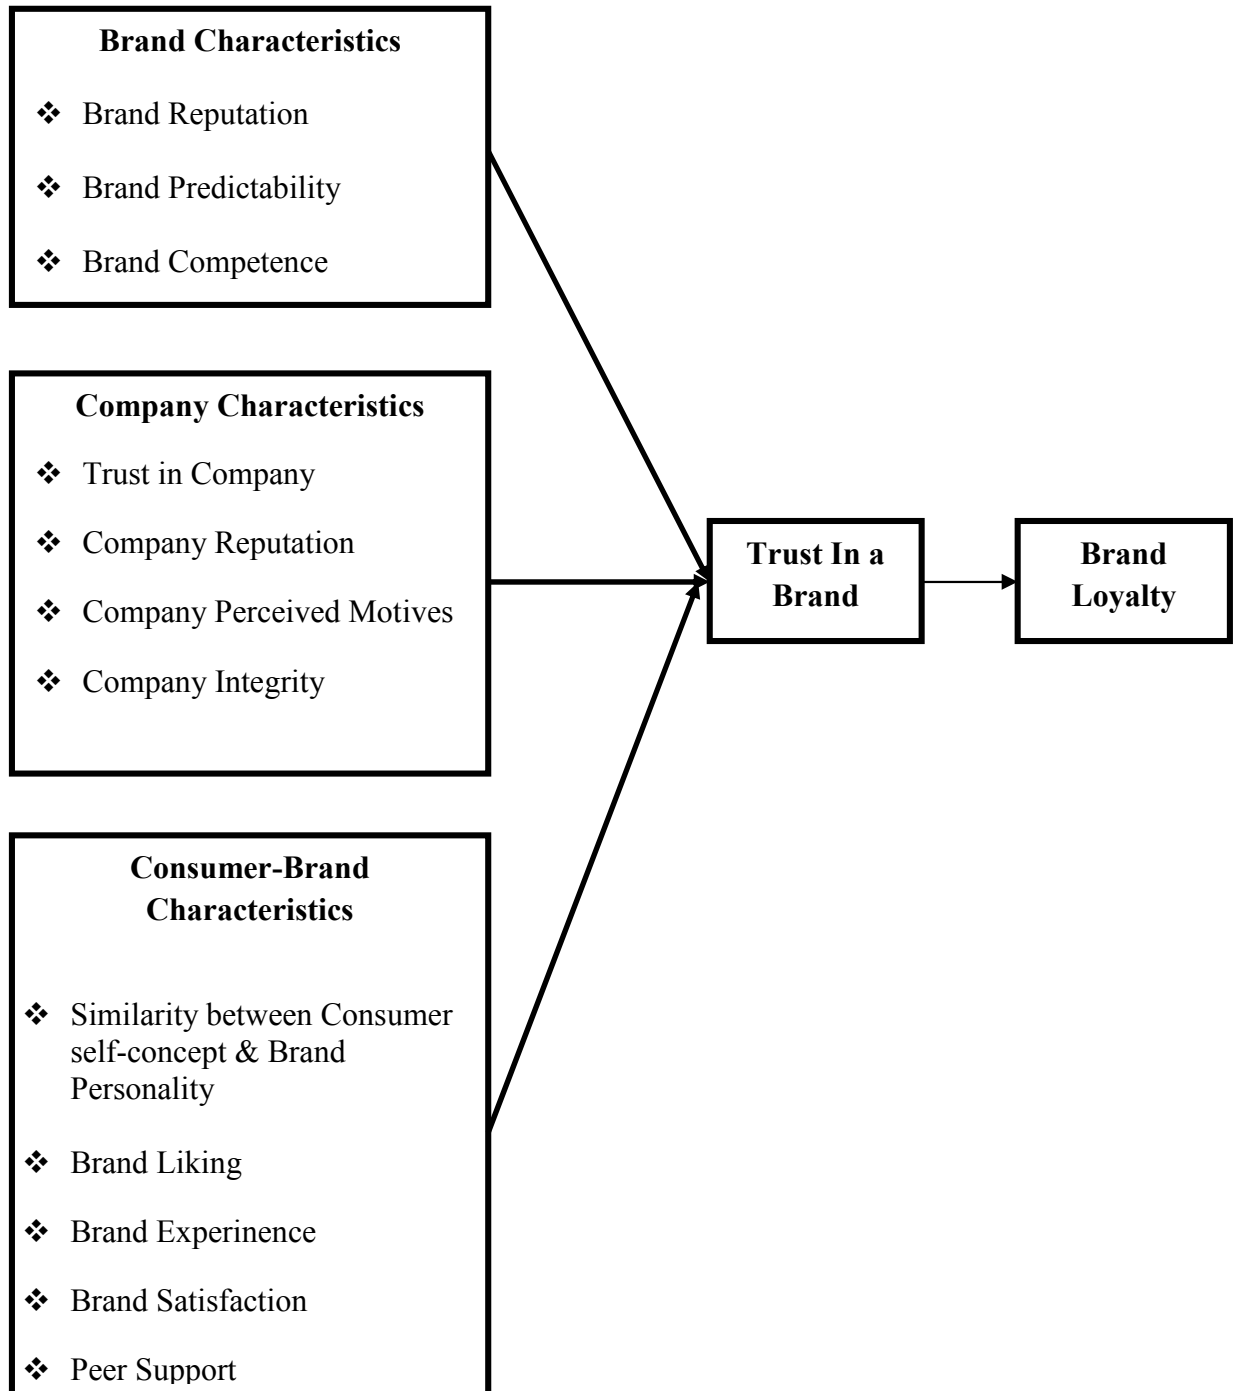 Brand Characteristics
❖ Brand Reputation
❖ Brand Predictability
❖ Brand Competence
Company Characteristics
❖ Trust in Company
❖ Company Reputation
❖ Company Perceived Motives
❖ Company Integrity
Trust In a
Brand
Brand
Loyalty
Consumer-Brand
Characteristics
❖ Similarity between Consumer
self-concept & Brand
Personality
❖ Brand Liking
❖ Brand Experinence
❖ Brand Satisfaction
❖ Peer Support